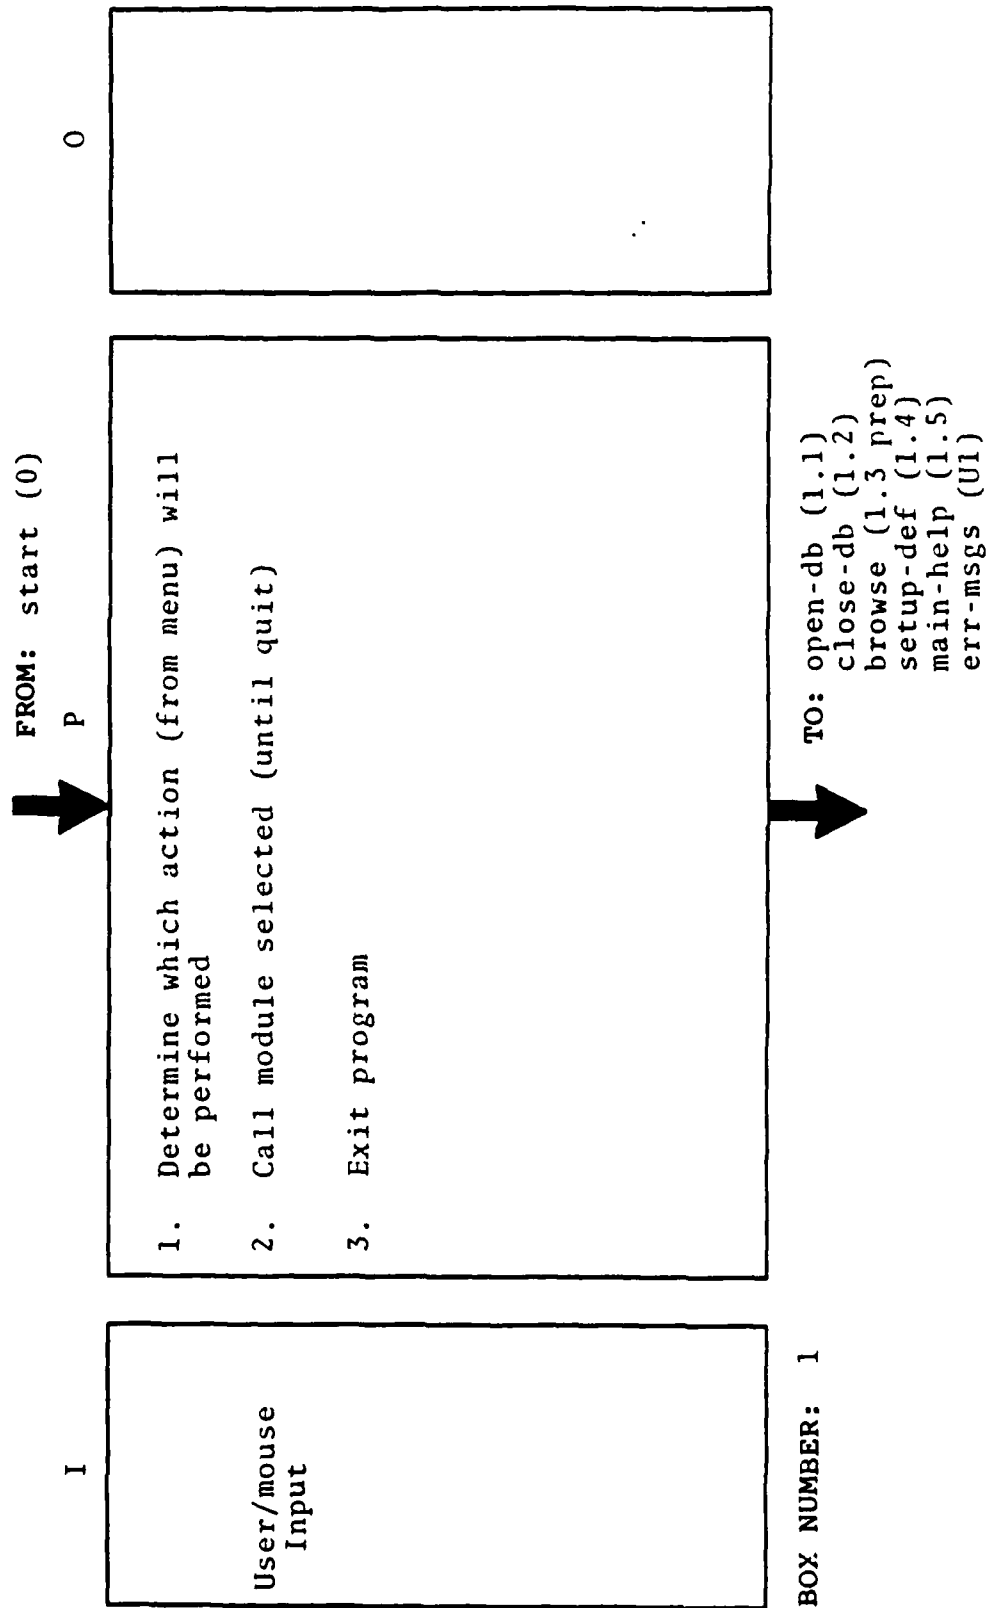 FROM: start (0)
I
P
O
User/mouse
Input
1. Determine which action (from menu) will
be performed
2. Call module selected (until quit)
3. Exit program
BOX NUMBER: 1
TO: open-db (1.1)
close-db (1.2)
browse (1.3 prep)
setup-def (1.4)
main-help (1.5)
err-msgs (U1)